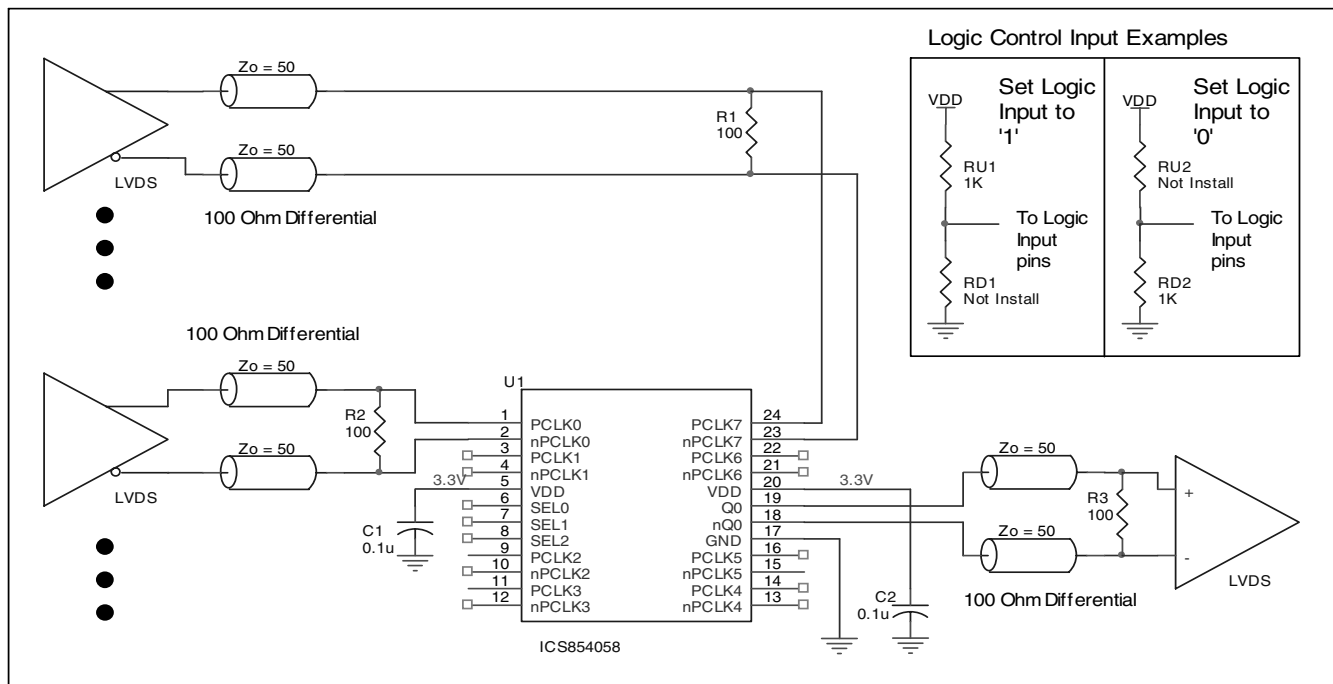 Logic Control Input Examples
Zo = 50
R1
100
Zo = 50
LVDS
100 Ohm Differential
VDD
Set Logic
Input to
'1'
RU1
1K
To Logic
Input
pins
RD1
Not Install
VDD
Set Logic
Input to
'0'
RU2
Not Install
To Logic
Input
pins
RD2
1K
100 Ohm Differential
Zo = 50
R2
100
Zo = 50
LVDS
3.3V
C1
0.1u
U1
1 PCLK0
2 nPCLK0
3 PCLK1
4 nPCLK1
5 VDD
6 SEL0
7 SEL1
8 SEL2
9 PCLK2
10 nPCLK2
11 PCLK3
12 nPCLK3
PCLK7 24
nPCLK7 23
PCLK6 22
nPCLK6 21
VDD 20
Q0 19
nQ0 18
GND 17
PCLK5 16
nPCLK5 15
PCLK4 14
nPCLK4 13
ICS854058
3.3V
C2
0.1u
Zo = 50
R3
100
Zo = 50
+
-
LVDS
100 Ohm Differential